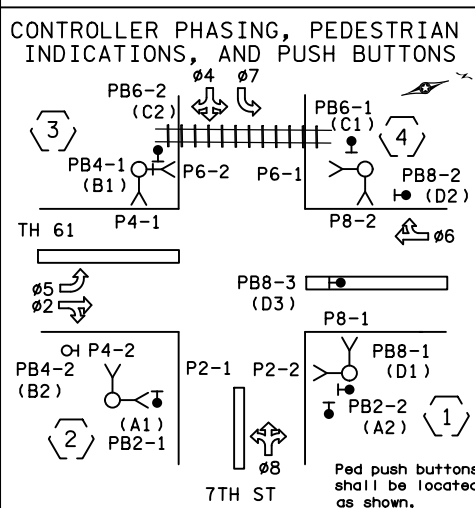 CONTROLLER PHASING, PEDESTRIAN
INDICATIONS, AND PUSH BUTTONS
PB6-2
(C2)
ø4
ø7
PB6-1
(C1)
3
4
PB4-1
(B1)
P6-2
P6-1
PB8-2
(D2)
P4-1
P8-2
TH 61
ø6
ø5
ø2
PB8-3
(D3)
P8-1
P4-2
PB4-2
(B2)
P2-1
P2-2
PB8-1
(D1)
(A1)
PB2-1
PB2-2
(A2)
2
1
ø8
7TH ST
Ped push buttons
shall be located
as shown.